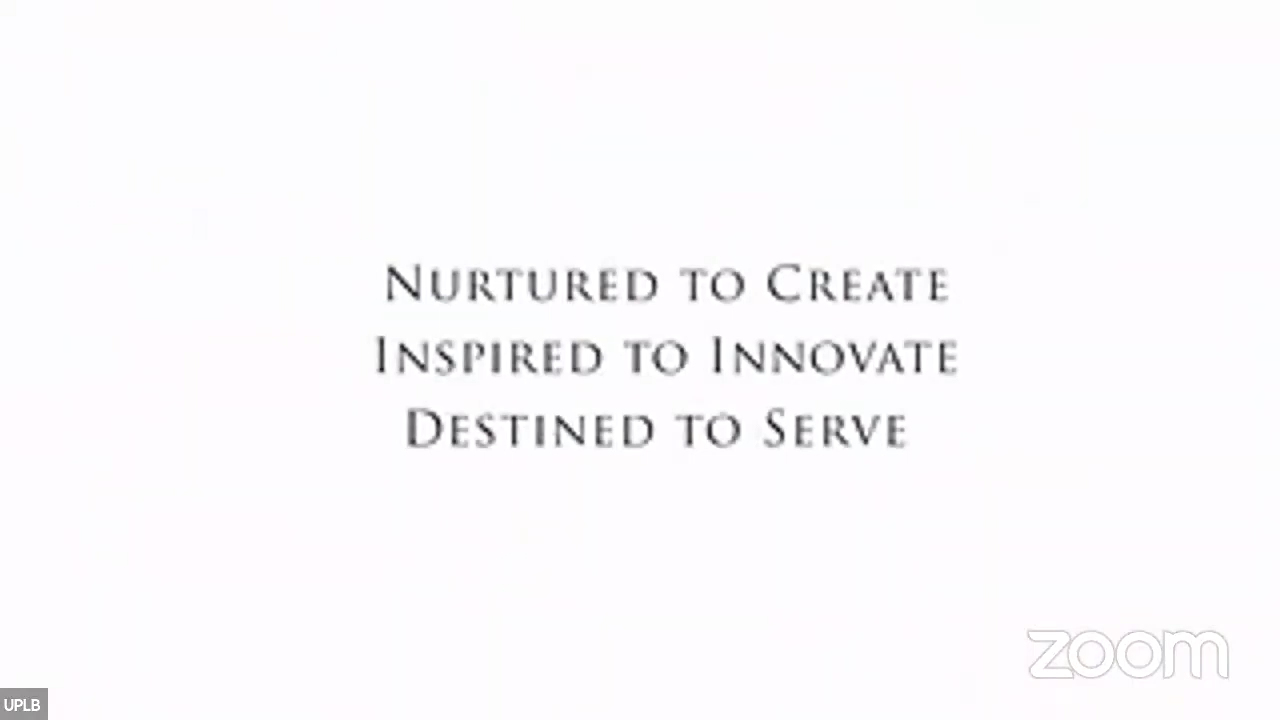 Nurtured to Create
Inspired to Innovate
Destined to Serve
zoom
UPLB